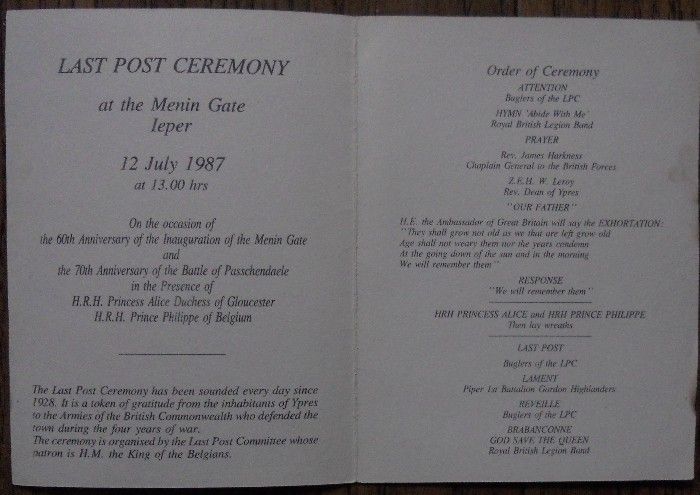 LAST POST CEREMONY
at the Menin Gate
Ieper
12 July 1987
at 13.00 hrs
On the occasion of
the 60th Anniversary of the Inauguration of the Menin Gate
and
the 70th Anniversary of the Battle of Passchendaele
in the Presence of
H.R.H. Princess Alice Duchess of Gloucester
H.R.H. Prince Philippe of Belgium
The Last Post Ceremony has been sounded every day since
1928. It is a token of gratitude from the inhabitants of Ypres
to the Armies of the British Commonwealth who defended the
town during the four years of war.
The ceremony is organised by the Last Post Committee whose
patron is H.M. the King of the Belgians.
Order of Ceremony
ATTENTION
Buglers of the LPC
HYMN 'Abide With Me'
Royal British Legion Band
PRAYER
Rev. James Harkness
Chaplain General to the British Forces
Z.E.H. W. Leroy
Rev. Dean of Ypres
"OUR FATHER"
H.E. the Ambassador of Great Britain will say the EXHORTATION:
"They shall grow not old as we that are left grow old
Age shall not weary them nor the years condemn
At the going down of the sun and in the morning
We will remember them"
RESPONSE
"We will remember them"
HRH PRINCESS ALICE and HRH PRINCE PHILIPPE
Then lay wreaths
LAST POST
Buglers of the LPC
LAMENT
Piper 1st Battalion Gordon Highlanders
REVEILLE
Buglers of the LPC
BRABANCONNE
GOD SAVE THE QUEEN
Royal British Legion Band